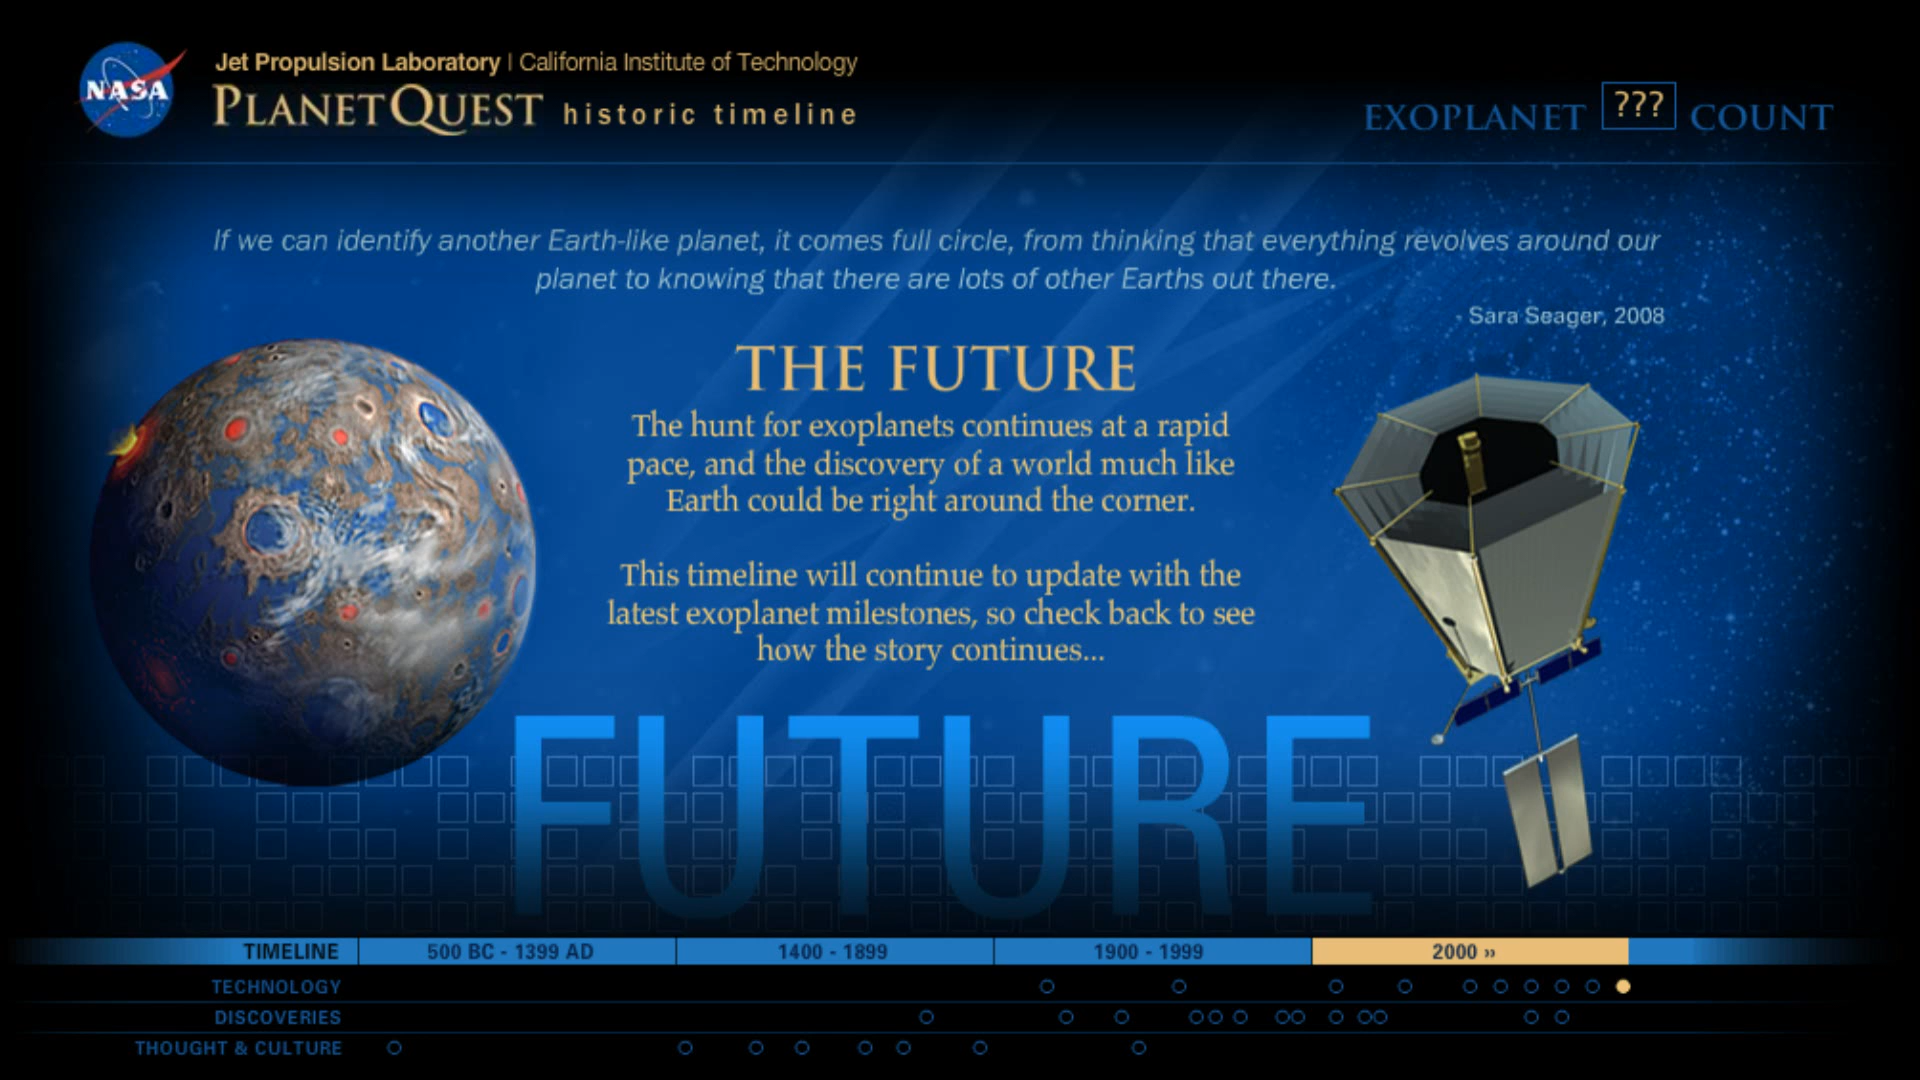 NASA
Jet Propulsion Laboratory | California Institute of Technology
PLANETQUEST historic timeline
EXOPLANET ??? COUNT
If we can identify another Earth-like planet, it comes full circle, from thinking that everything revolves around our
planet to knowing that there are lots of other Earths out there.
- Sara Seager, 2008
THE FUTURE
The hunt for exoplanets continues at a rapid
pace, and the discovery of a world much like
Earth could be right around the corner.
This timeline will continue to update with the
latest exoplanet milestones, so check back to see
how the story continues...
FUTURE
TIMELINE 500 BC - 1399 AD 1400 - 1899 1900 - 1999 2000 »
TECHNOLOGY
DISCOVERIES
THOUGHT & CULTURE